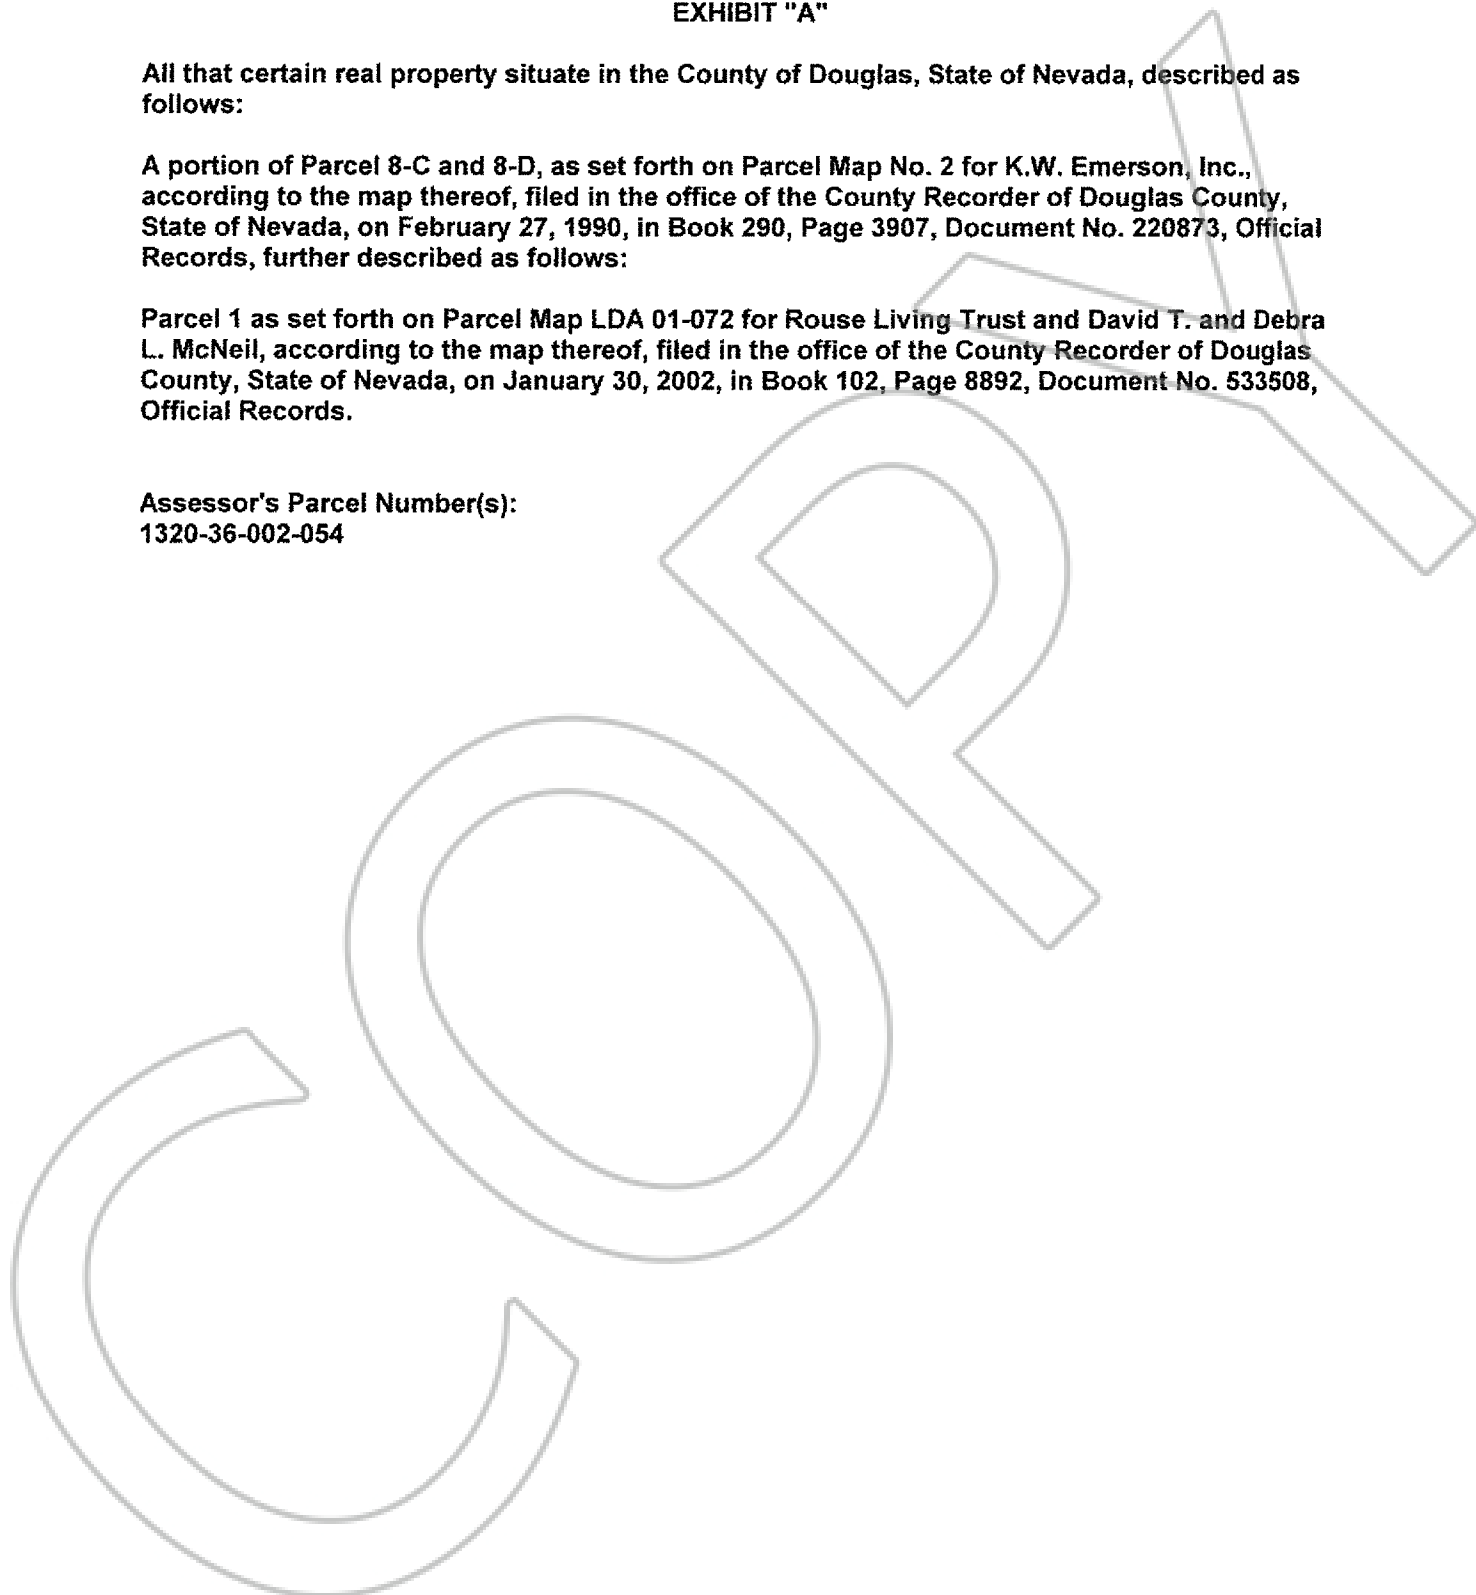 EXHIBIT "A"
All that certain real property situate in the County of Douglas, State of Nevada, described as
follows:
A portion of Parcel 8-C and 8-D, as set forth on Parcel Map No. 2 for K.W. Emerson, Inc.,
according to the map thereof, filed in the office of the County Recorder of Douglas County,
State of Nevada, on February 27, 1990, in Book 290, Page 3907, Document No. 220873, Official
Records, further described as follows:
Parcel 1 as set forth on Parcel Map LDA 01-072 for Rouse Living Trust and David T. and Debra
L. McNeil, according to the map thereof, filed in the office of the County Recorder of Douglas
County, State of Nevada, on January 30, 2002, in Book 102, Page 8892, Document No. 533508,
Official Records.
Assessor's Parcel Number(s):
1320-36-002-054
COPY